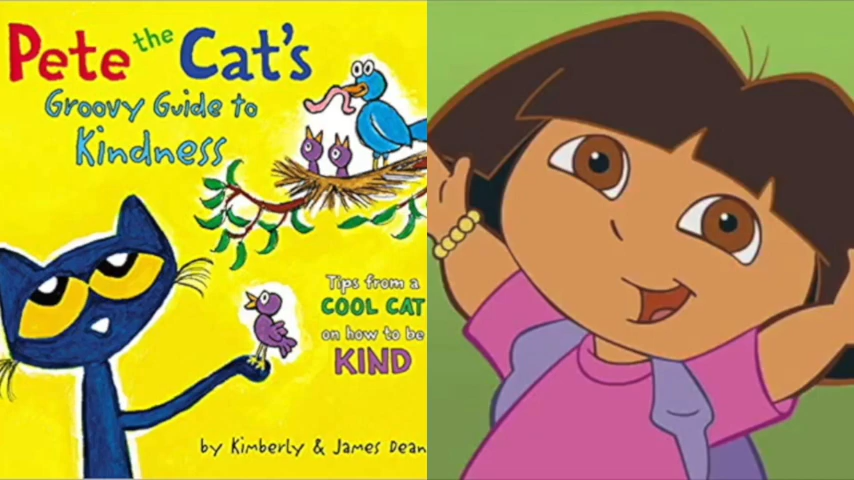 Pete the Cat's
Groovy Guide to
Kindness
Tips from a
COOL CAT
on how to be
KIND
by Kimberly & James Dean